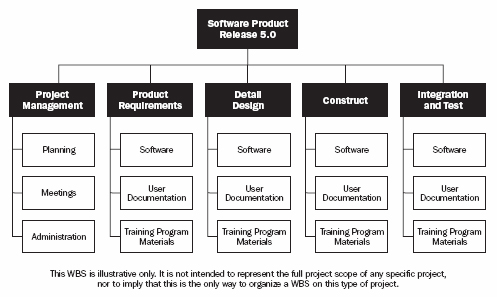 Software Product
Release 5.0
Project
Management
Product
Requirements
Detail
Design
Construct
Integration
and Test
Planning
Software
Software
Software
Software
Meetings
User
Documentation
User
Documentation
User
Documentation
User
Documentation
Administration
Training Program
Materials
Training Program
Materials
Training Program
Materials
Training Program
Materials
This WBS is illustrative only. It is not intended to represent the full project scope of any specific project,
nor to imply that this is the only way to organize a WBS on this type of project.